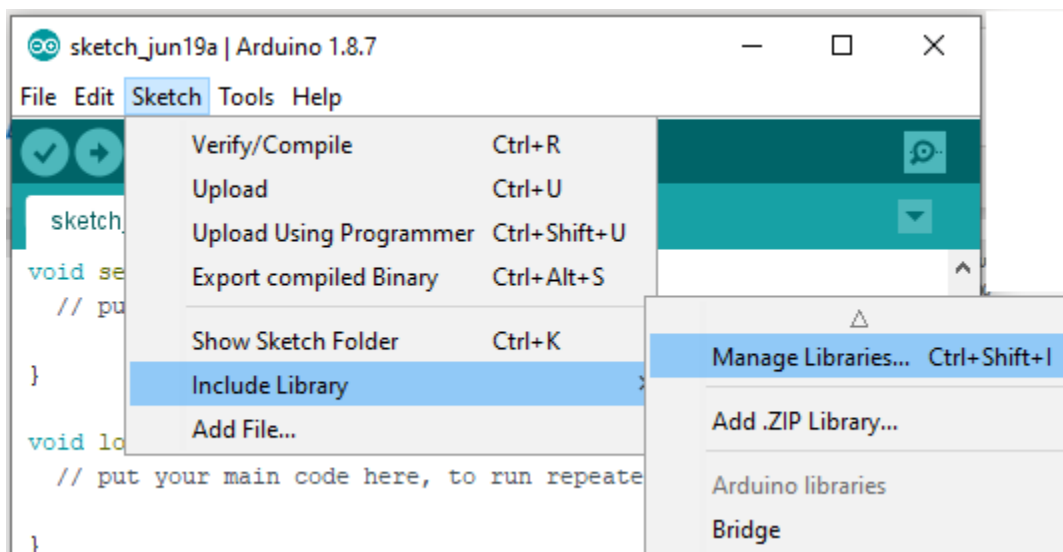 sketch_jun19a | Arduino 1.8.7
File Edit Sketch Tools Help
Verify/Compile Ctrl+R
Upload Ctrl+U
sketch_
Upload Using Programmer Ctrl+Shift+U
void se
Export compiled Binary Ctrl+Alt+S
// pu
Show Sketch Folder Ctrl+K
Manage Libraries... Ctrl+Shift+I
}
Include Library
Add .ZIP Library...
Add File...
void lo
// put your main code here, to run repeate
Arduino libraries
Bridge
}